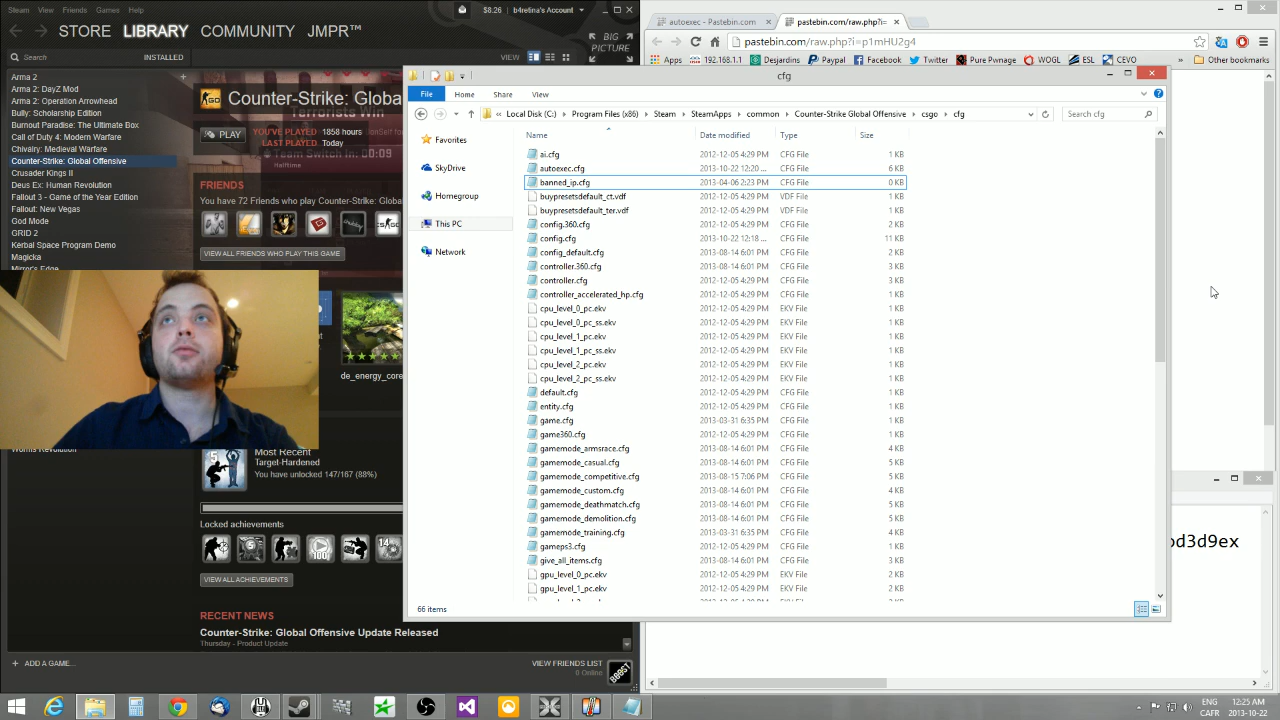 Steam View Friends Games Help
$8.26 b4retina's Account
STORE LIBRARY COMMUNITY JMPR™
BIG
PICTURE
Search INSTALLED VIEW
Arma 2
Arma 2: DayZ Mod
Arma 2: Operation Arrowhead
Bully: Scholarship Edition
Burnout Paradise: The Ultimate Box
Call of Duty 4: Modern Warfare
Chivalry: Medieval Warfare
Counter-Strike: Global Offensive
Crusader Kings II
Deus Ex: Human Revolution
Fallout 3 - Game of the Year Edition
Fallout: New Vegas
God Mode
GRID 2
Kerbal Space Program Demo
Magicka
Mirror's Edge
Worms Revolution
Terrorists Win
Counter-Strike: Globa
PLAY
YOU'VE PLAYED 1858 hours
LAST PLAYED Today
Team Switch in: 00:09
Halftime
FRIENDS
You have 72 Friends who play Counter-Strike: Globa
VIEW ALL FRIENDS WHO PLAY THIS GAME
de_energy_core
Most Recent
Target-Hardened
You have unlocked 147/167 (88%)
Locked achievements
VIEW ALL ACHIEVEMENTS
RECENT NEWS
Counter-Strike: Global Offensive Update Released
Thursday - Product Update
ADD A GAME...
VIEW FRIENDS LIST
0 Online
autoexec - Pastebin.com
pastebin.com/raw.php?i=
pastebin.com/raw.php?i=p1mHU2g4
Apps 192.168.1.1 Desjardins Paypal Facebook Twitter Pure Pwnage WOGL ESL CEVO » Other bookmarks
cfg
File Home Share View
« Local Disk (C:) Program Files (x86) Steam SteamApps common Counter-Strike Global Offensive csgo cfg
Search cfg
Favorites
SkyDrive
Homegroup
This PC
Network
Name Date modified Type Size
ai.cfg 2012-12-05 4:29 PM CFG File 1 KB
autoexec.cfg 2013-10-22 12:20 ... CFG File 6 KB
banned_ip.cfg 2013-04-06 2:23 PM CFG File 0 KB
buypresetsdefault_ct.vdf 2012-12-05 4:29 PM VDF File 1 KB
buypresetsdefault_ter.vdf 2012-12-05 4:29 PM VDF File 1 KB
config.360.cfg 2012-12-05 4:29 PM CFG File 2 KB
config.cfg 2013-10-22 12:18 ... CFG File 11 KB
config_default.cfg 2013-08-14 6:01 PM CFG File 2 KB
controller.360.cfg 2013-08-14 6:01 PM CFG File 3 KB
controller.cfg 2012-12-05 4:29 PM CFG File 3 KB
controller_accelerated_hp.cfg 2012-12-05 4:29 PM CFG File 1 KB
cpu_level_0_pc.ekv 2012-12-05 4:29 PM EKV File 1 KB
cpu_level_0_pc_ss.ekv 2012-12-05 4:29 PM EKV File 1 KB
cpu_level_1_pc.ekv 2012-12-05 4:29 PM EKV File 1 KB
cpu_level_1_pc_ss.ekv 2012-12-05 4:29 PM EKV File 1 KB
cpu_level_2_pc.ekv 2012-12-05 4:29 PM EKV File 1 KB
cpu_level_2_pc_ss.ekv 2012-12-05 4:29 PM EKV File 1 KB
default.cfg 2012-12-05 4:29 PM CFG File 1 KB
entity.cfg 2012-12-05 4:29 PM CFG File 1 KB
game.cfg 2013-03-31 6:35 PM CFG File 1 KB
game360.cfg 2012-12-05 4:29 PM CFG File 1 KB
gamemode_armsrace.cfg 2013-08-14 6:01 PM CFG File 4 KB
gamemode_casual.cfg 2013-08-14 6:01 PM CFG File 5 KB
gamemode_competitive.cfg 2013-08-15 7:06 PM CFG File 5 KB
gamemode_custom.cfg 2013-08-14 6:01 PM CFG File 4 KB
gamemode_deathmatch.cfg 2013-08-14 6:01 PM CFG File 5 KB
gamemode_demolition.cfg 2013-08-14 6:01 PM CFG File 5 KB
gamemode_training.cfg 2013-03-31 6:35 PM CFG File 4 KB
gameps3.cfg 2012-12-05 4:29 PM CFG File 1 KB
give_all_items.cfg 2013-08-14 6:01 PM CFG File 3 KB
gpu_level_0_pc.ekv 2012-12-05 4:29 PM EKV File 2 KB
gpu_level_1_pc.ekv 2012-12-05 4:29 PM EKV File 2 KB
66 items
od3d9ex
ENG
CAFR
12:25 AM
2013-10-22